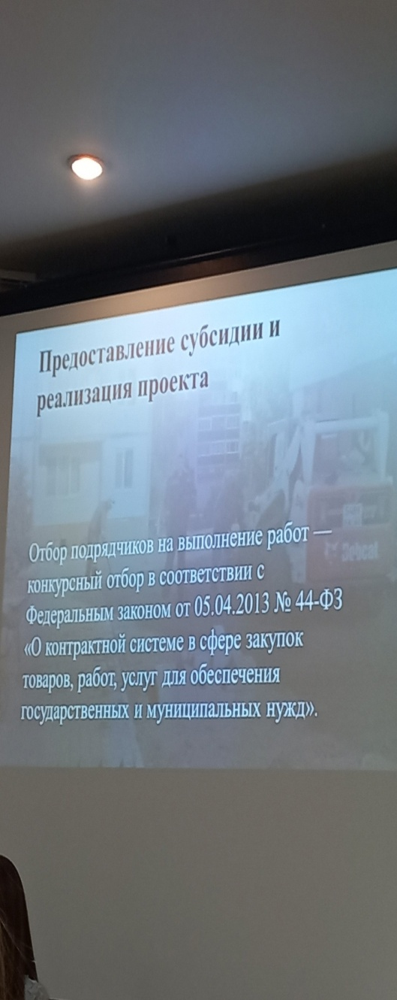 Предоставление субсидии и
реализация проекта
Bobcat
Отбор подрядчиков на выполнение работ —
конкурсный отбор в соответствии с
Федеральным законом от 05.04.2013 № 44-ФЗ
«О контрактной системе в сфере закупок
товаров, работ, услуг для обеспечения
государственных и муниципальных нужд».